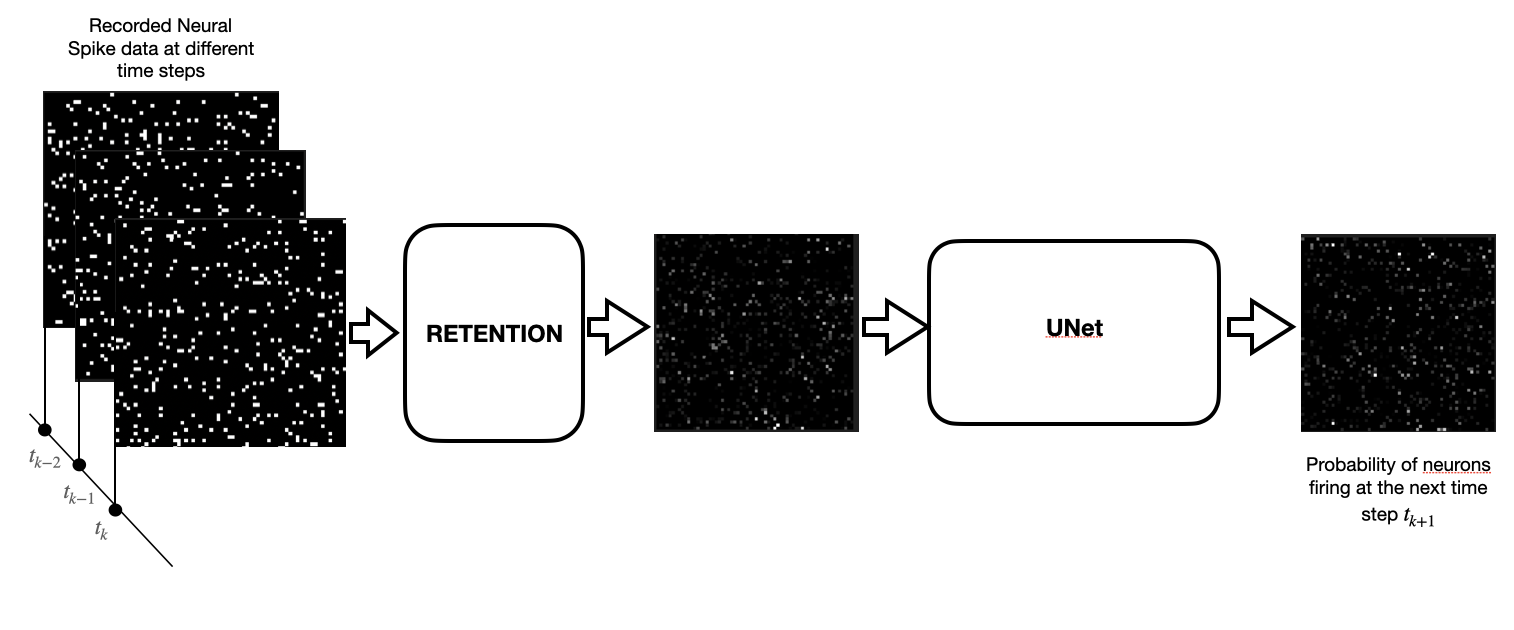 Recorded Neural
Spike data at different
time steps
RETENTION
UNet
t_{k−2}
t_{k−1}
t_k
Probability of neurons
firing at the next time
step t_{k+1}